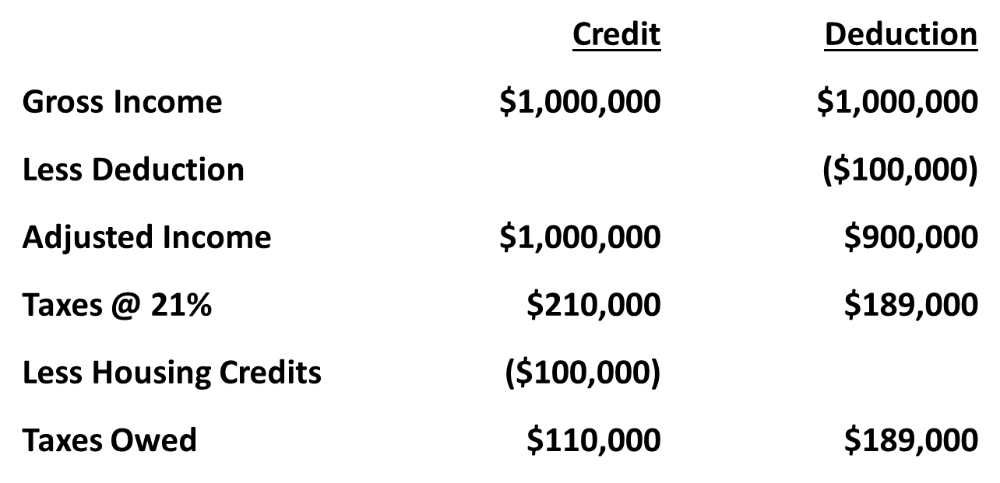 Credit Deduction
Gross Income $1,000,000 $1,000,000
Less Deduction ($100,000)
Adjusted Income $1,000,000 $900,000
Taxes @ 21% $210,000 $189,000
Less Housing Credits ($100,000)
Taxes Owed $110,000 $189,000